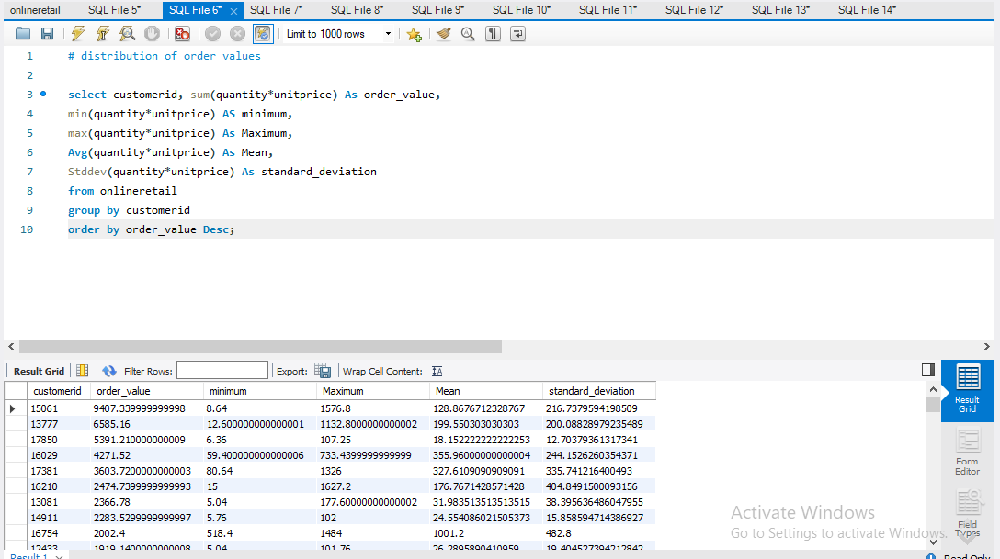 onlineretail SQL File 5* SQL File 6* SQL File 7* SQL File 8* SQL File 9* SQL File 10* SQL File 11* SQL File 12* SQL File 13* SQL File 14*
Limit to 1000 rows
1 # distribution of order values
2
3 select customerid, sum(quantity*unitprice) As order_value,
4 min(quantity*unitprice) AS minimum,
5 max(quantity*unitprice) As Maximum,
6 Avg(quantity*unitprice) As Mean,
7 Stddev(quantity*unitprice) As standard_deviation
8 from onlineretail
9 group by customerid
10 order by order_value Desc;
Result Grid Filter Rows: Export: Wrap Cell Content:
customerid order_value minimum Maximum Mean standard_deviation
15061 9407.339999999998 8.64 1576.8 128.8676712328767 216.7379594198509
13777 6585.16 12.600000000000001 1132.8000000000002 199.550303030303 200.08828979235489
17850 5391.210000000009 6.36 107.25 18.152222222222253 12.70379361317341
16029 4271.52 59.400000000000006 733.4399999999999 355.96000000000004 244.1526260354371
17381 3603.7200000000003 80.64 1326 327.6109090909091 335.741216400493
16210 2474.7399999999993 15 1627.2 176.7671428571428 404.8491500093156
13081 2366.78 5.04 177.60000000000002 31.983513513513515 38.395636486047955
14911 2283.5299999999997 5.76 102 24.554086021505373 15.858594714386927
16754 2002.4 518.4 1484 1001.2 482.8
12433 1919.1400000000008 5.04 101.76 26.2895890410959 19.404527394212842
Result Grid
Form Editor
Field Types
Activate Windows
Go to Settings to activate Windows.
Result 1
Read Only